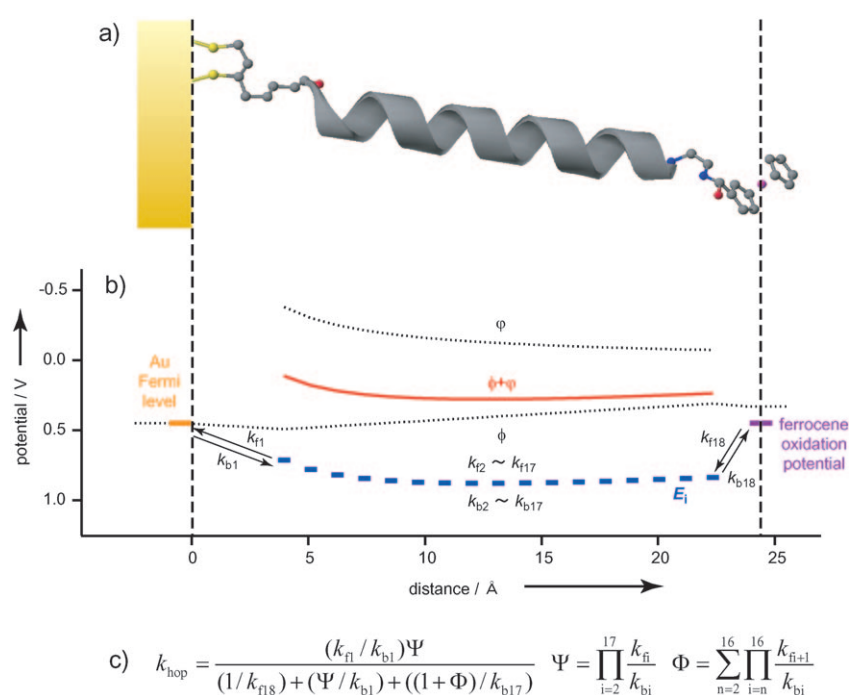 a)
b)
-0.5
φ
0.0
Au
Fermi
level
ϕ+φ
potential / V
0.5
k_f1
ϕ
k_f18
ferrocene
oxidation
potential
k_b1
k_f2 ~ k_f17
k_b18
k_b2 ~ k_b17
E_i
1.0
0 5 10 15 20 25
distance / Å
c) k_hop = (k_f1 / k_b1)Ψ / ((1/k_f18) + (Ψ/k_b1) + ((1+Φ)/k_b17)) Ψ = ∏_{i=2}^{17} k_fi / k_bi Φ = ∑_{n=2}^{16} ∏_{i=n}^{16} k_fi+1 / k_bi